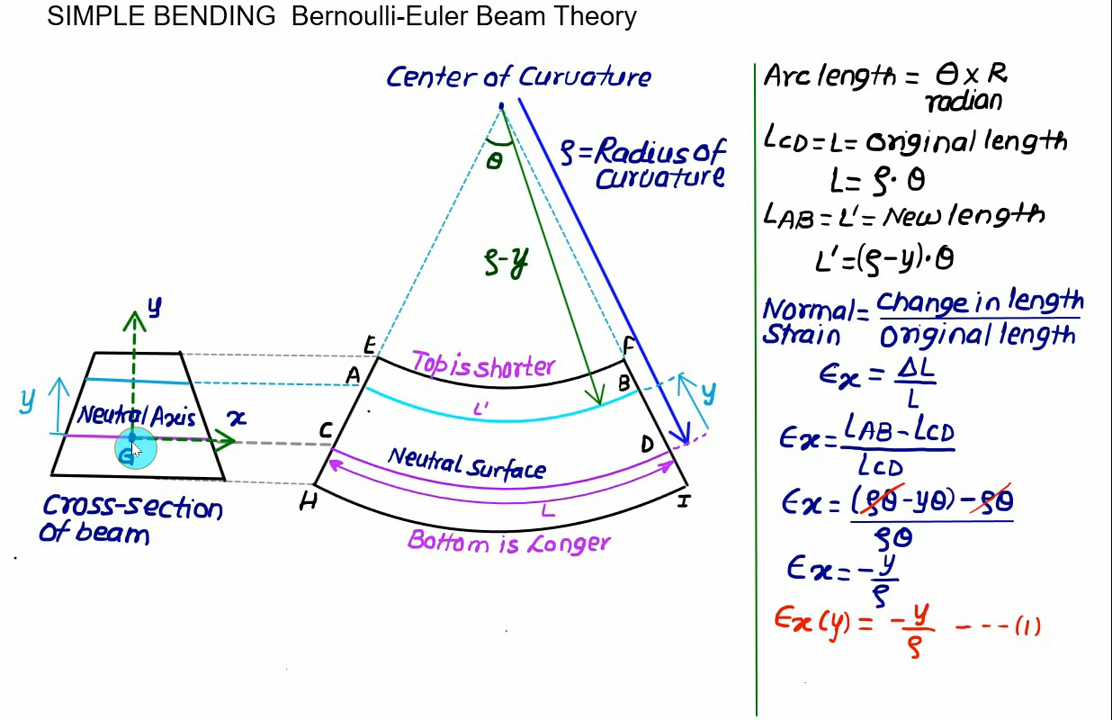 SIMPLE BENDING Bernoulli-Euler Beam Theory
Center of Curvature
θ
ρ=Radius of
curvature
ρ-y
y
y
Neutral Axis
x
G
Cross-section
of beam
E
F
Top is shorter
A
B
L'
y
C
D
Neutral Surface
H
I
L
Bottom is Longer
Arc length = θ x R
radian
LCD = L = original length
L = ρ · θ
LAB = L' = New length
L' = (ρ-y) · θ
Normal = Change in length
Strain original length
ϵx = ΔL
L
ϵx = LAB - LCD
LCD
ϵx = (ρθ - yθ) - ρθ
ρθ
ϵx = - y
ρ
ϵx (y) = - y ---- (1)
ρ